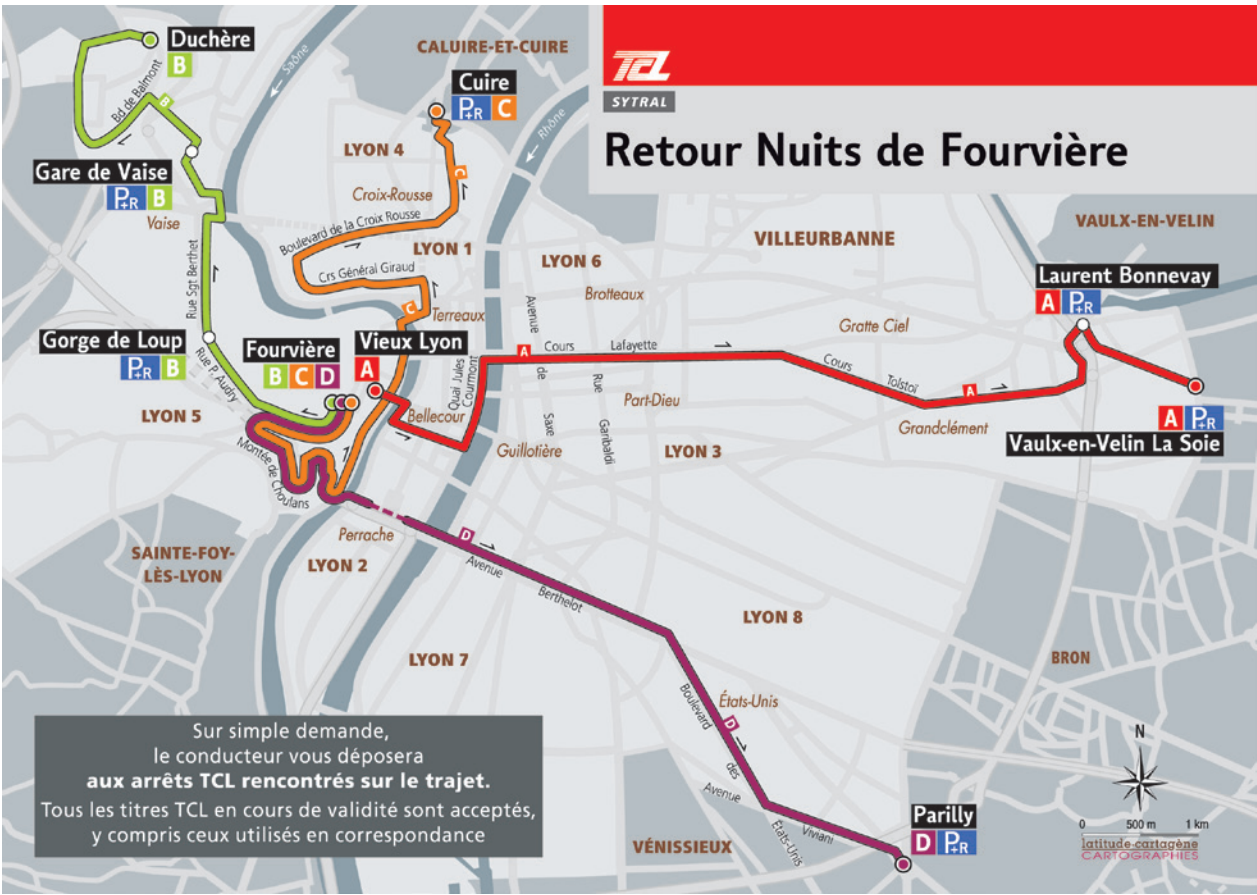 TCL
SYTRAL
Retour Nuits de Fourvière
Duchère
B
Bd de Balmont
B
Saône
CALUIRE-ET-CUIRE
Cuire
P+R C
Rhône
LYON 4
C
Croix-Rousse
Boulevard de la Croix Rousse
Gare de Vaise
P+R B
Vaise
LYON 1
Crs Général Giraud
C
Terreaux
Rue Sgt Berthet
LYON 6
Brotteaux
VILLEURBANNE
VAULX-EN-VELIN
Laurent Bonnevay
A P+R
Gratte Ciel
Gorge de Loup
P+R B
Rue P. Audry
Fourvière
B C D
Vieux Lyon
A
Quai Jules
Courmont
Avenue
de
Saxe
A
Cours
Lafayette
Rue
Garibaldi
Cours
Tolstoï
A
LYON 5
Bellecour
Part-Dieu
Grandclément
A P+R
Vaulx-en-Velin La Soie
Guillotière
LYON 3
Montée de Choulans
Perrache
D
Avenue
Berthelot
SAINTE-FOY-
LÈS-LYON
LYON 2
LYON 8
LYON 7
BRON
États-Unis
Boulevard
D
des
États-Unis
Avenue
Viviani
Parilly
D P+R
VÉNISSIEUX
Sur simple demande,
le conducteur vous déposera
aux arrêts TCL rencontrés sur le trajet.
Tous les titres TCL en cours de validité sont acceptés,
y compris ceux utilisés en correspondance
N
0 500 m 1 km
latitude-cartagène
CARTOGRAPHIES